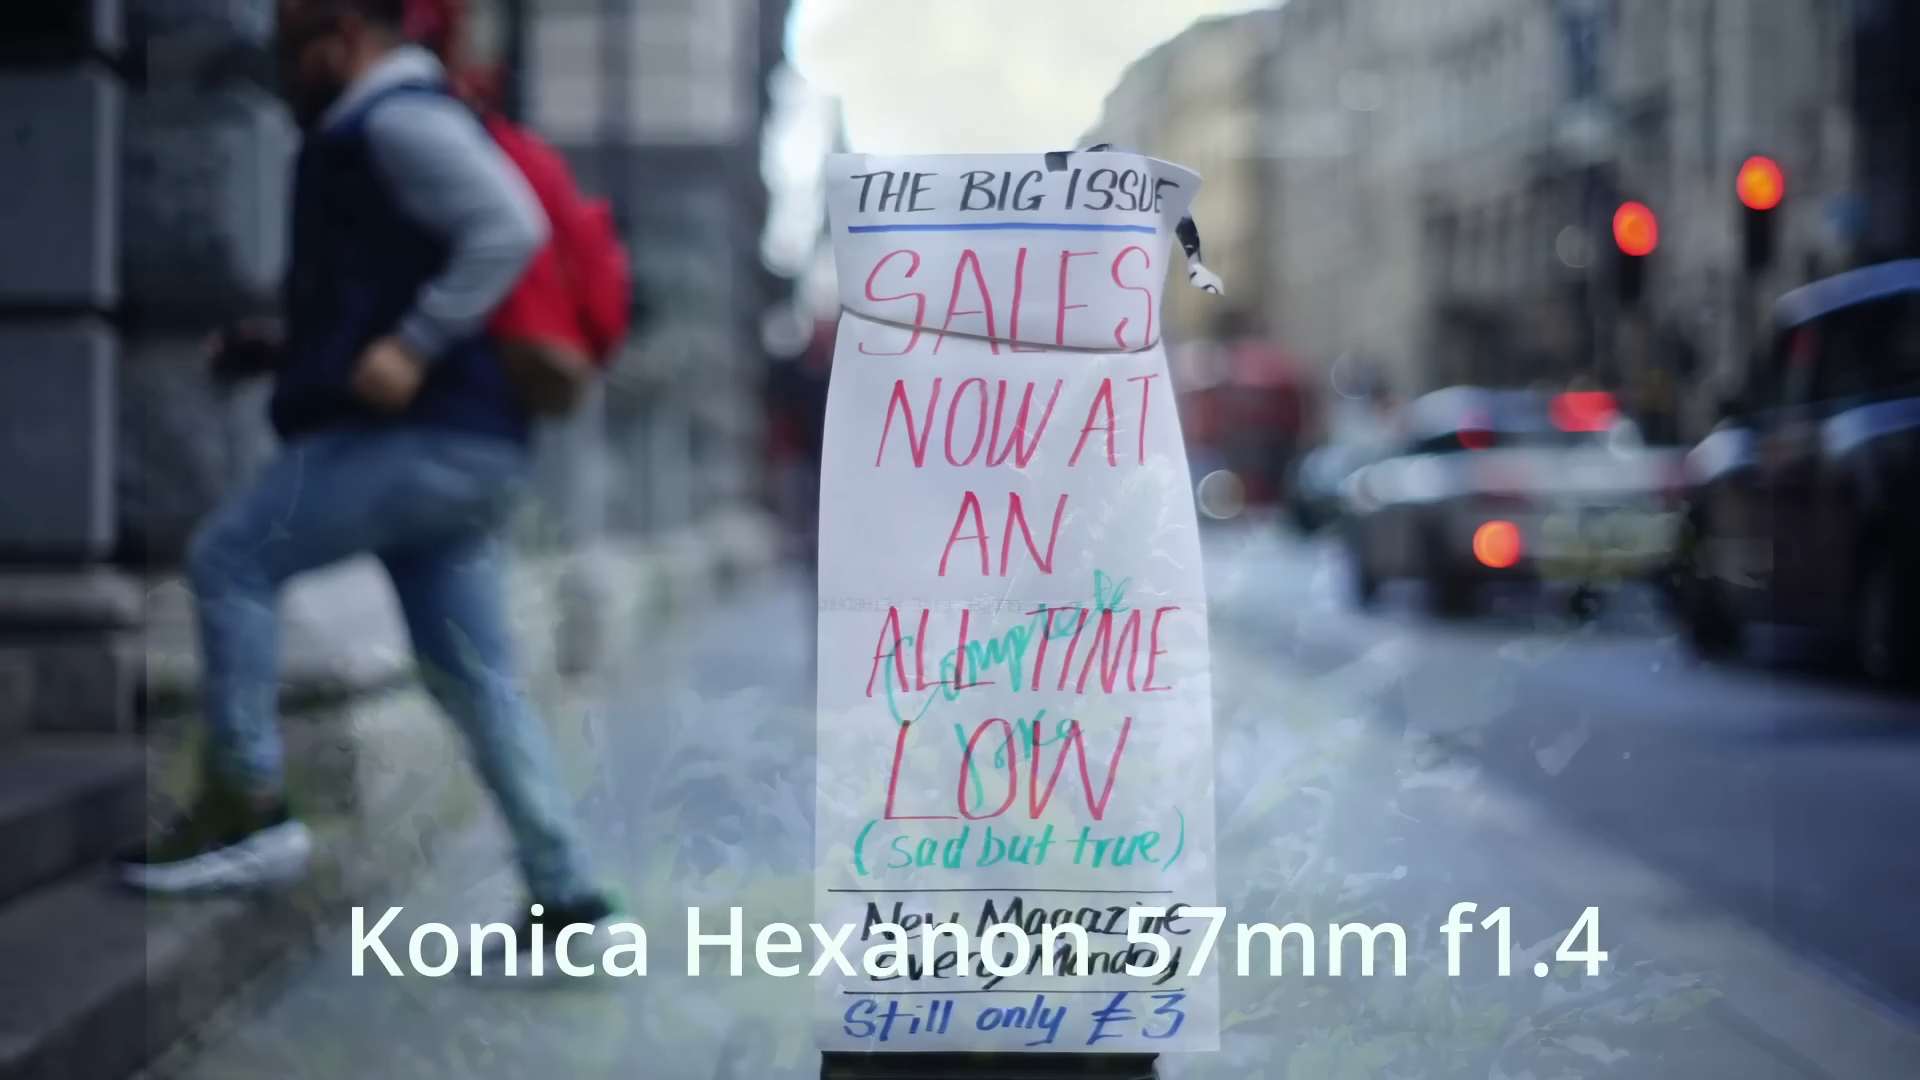 THE BIG ISSUE
SALES
NOW AT
AN
ALL TIME
(Complete
Joke
LOW
(sad but true)
New Magazine
every Monday
Konica Hexanon 57mm f1.4
Still only £3